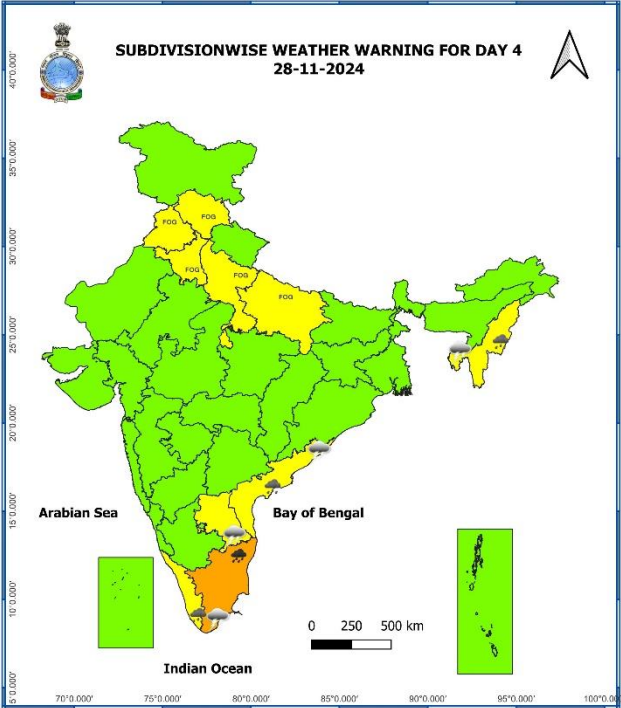 SUBDIVISIONWISE WEATHER WARNING FOR DAY 4
28-11-2024
40°0.000'
35°0.000'
FOG
FOG
30°0.000'
FOG
FOG
FOG
25°0.000'
20°0.000'
15°0.000'
Arabian Sea
Bay of Bengal
10°0.000'
0 250 500 km
Indian Ocean
5°0.000'
70°0.000' 75°0.000' 80°0.000' 85°0.000' 90°0.000' 95°0.000' 100°0.000'